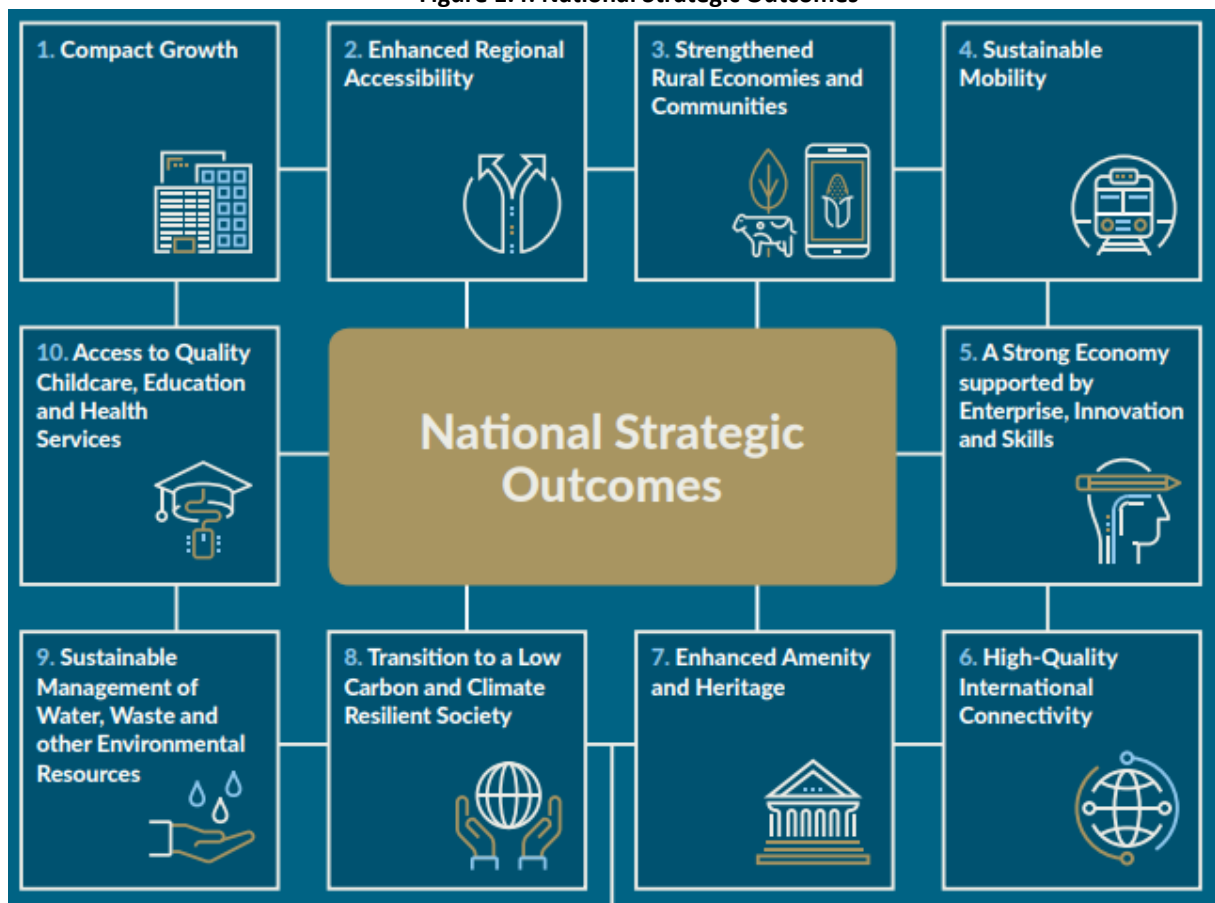 1. Compact Growth
2. Enhanced Regional
Accessibility
3. Strengthened
Rural Economies and
Communities
4. Sustainable
Mobility
10. Access to Quality
Childcare, Education
and Health
Services
National Strategic
Outcomes
5. A Strong Economy
supported by
Enterprise, Innovation
and Skills
9. Sustainable
Management of
Water, Waste and
other Environmental
Resources
8. Transition to a Low
Carbon and Climate
Resilient Society
7. Enhanced Amenity
and Heritage
6. High-Quality
International
Connectivity